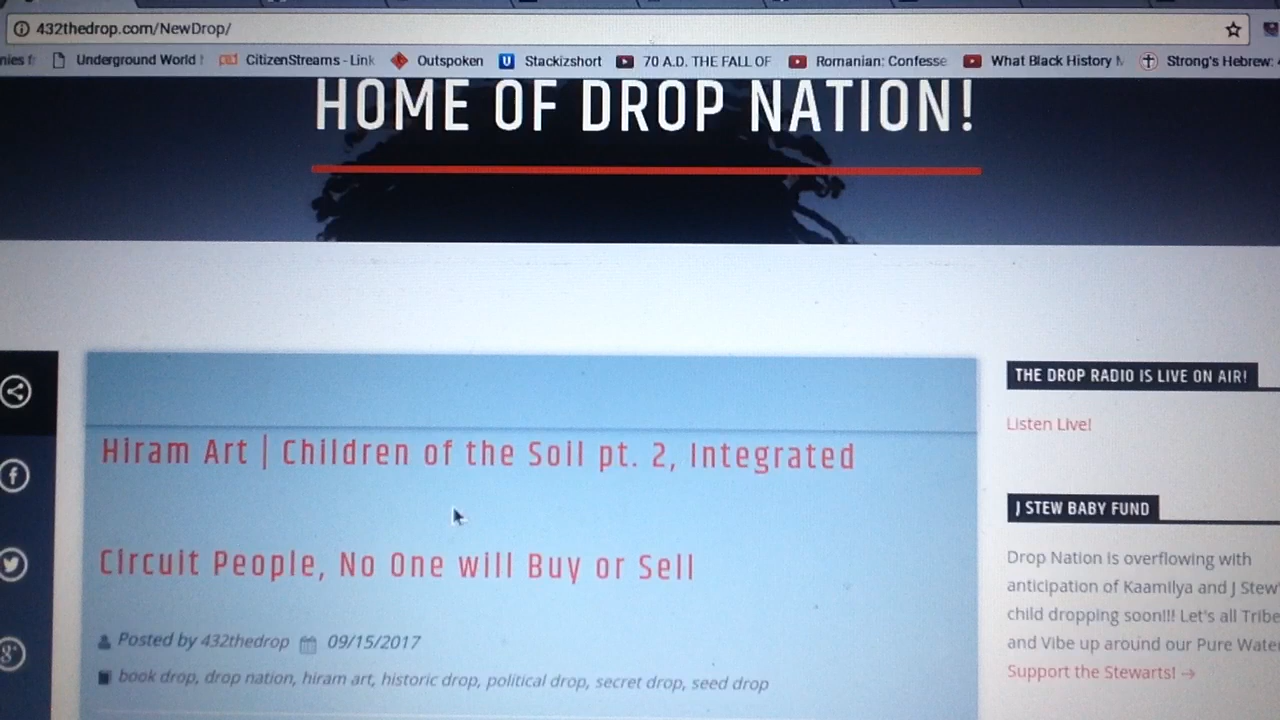 432thedrop.com/NewDrop/
Underground World CitizenStreams - Link Outspoken Stackizshort 70 A.D. THE FALL OF Romanian: Confesse What Black History Strong's Hebrew:
HOME OF DROP NATION!
THE DROP RADIO IS LIVE ON AIR!
Listen Live!
Hiram Art | Children of the Soil pt. 2, Integrated
Circuit People, No One will Buy or Sell
Posted by 432thedrop 09/15/2017
book drop, drop nation, hiram art, historic drop, political drop, secret drop, seed drop
J STEW BABY FUND
Drop Nation is overflowing with
anticipation of Kaamilya and J Stew'
child dropping soon!!! Let's all Tribe
and Vibe up around our Pure Water
Support the Stewarts! →